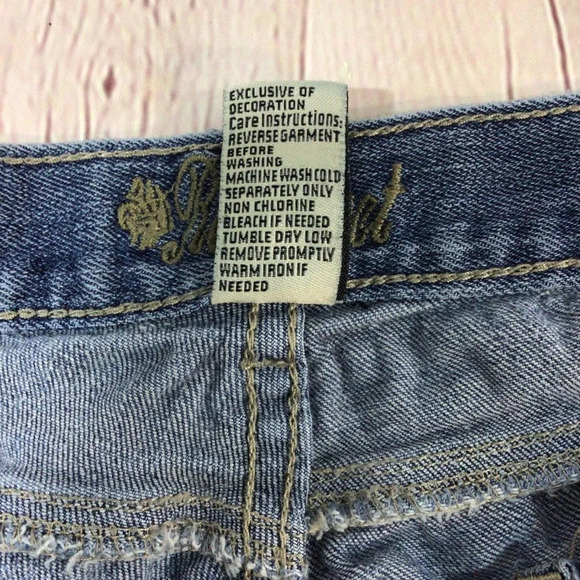 EXCLUSIVE OF
DECORATION
Care Instructions:
REVERSE GARMENT
BEFORE
WASHING
MACHINE WASH COLD
SEPARATELY ONLY
NON CHLORINE
BLEACH IF NEEDED
TUMBLE DRY LOW
REMOVE PROMPTLY
WARM IRON IF
NEEDED